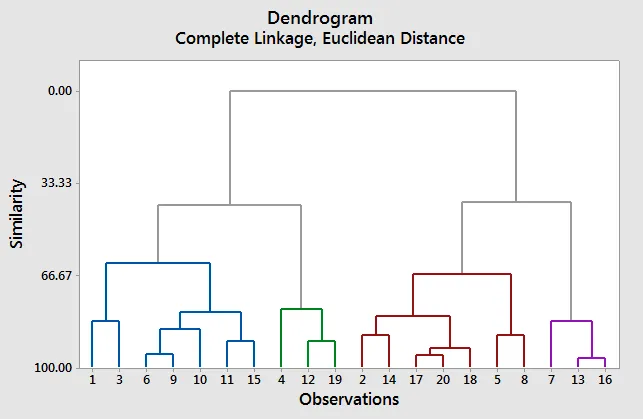 Dendrogram
Complete Linkage, Euclidean Distance
0.00
33.33
66.67
100.00
Similarity
1 3 6 9 10 11 15 4 12 19 2 14 17 20 18 5 8 7 13 16
Observations